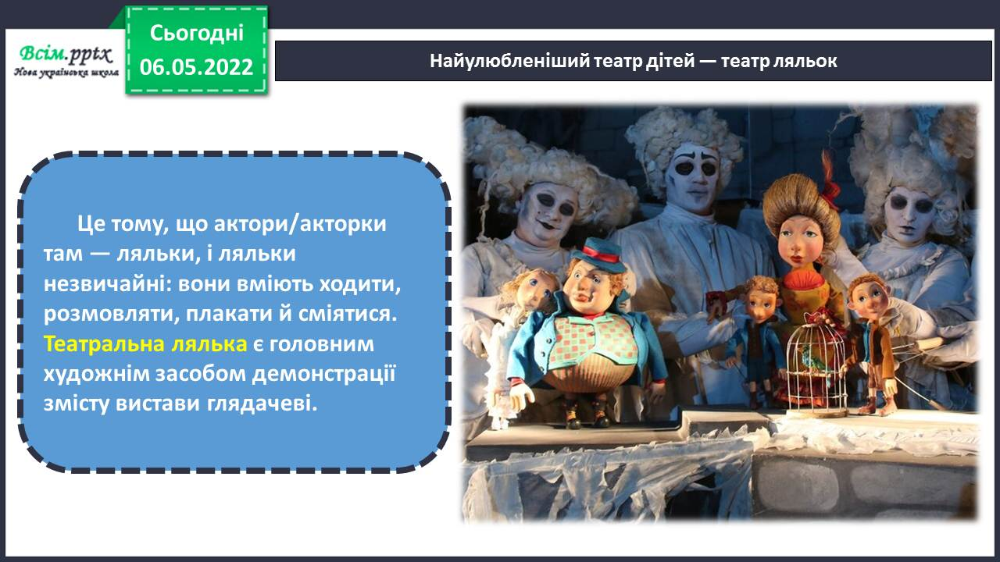 Сьогодні
06.05.2022
Всім.pptx
Нова українська школа
Найулюбленіший театр дітей — театр ляльок
Це тому, що актори/акторки
там — ляльки, і ляльки
незвичайні: вони вміють ходити,
розмовляти, плакати й сміятися.
Театральна лялька є головним
художнім засобом демонстрації
змісту вистави глядачеві.